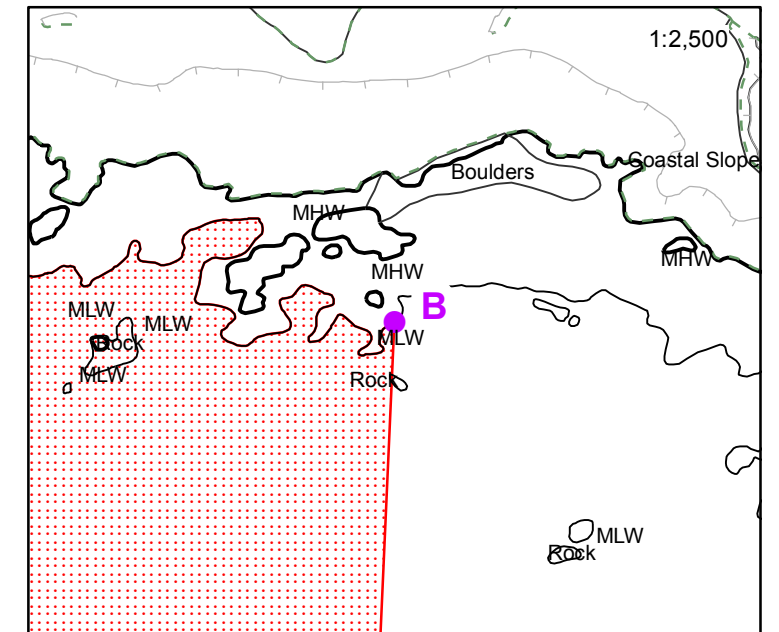 1:2,500
Coastal Slope
Boulders
MHW
MHW
MHW
B
MLW
MLW
Rock
MLW
MLW
Rock
MLW
Rock